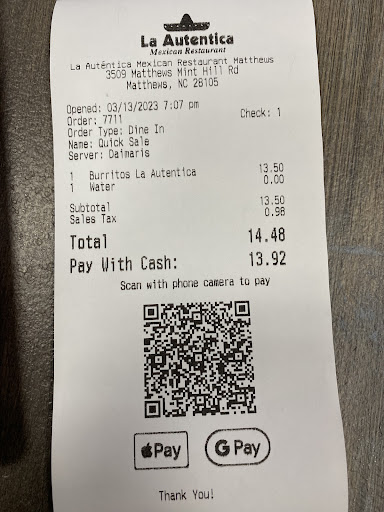 La Autentica
Mexican Restaurant
La Auténtica Mexican Restaurant Matthews
3509 Matthews Mint Hill Rd
Matthews, NC 28105
Opened: 03/13/2023 7:07 pm
Order: 7711 Check: 1
Order Type: Dine In
Name: Quick Sale
Server: Daimaris
1 Burritos La Autentica 13.50
1 Water 0.00
Subtotal 13.50
Sales Tax 0.98
Total 14.48
Pay With Cash: 13.92
Scan with phone camera to pay
Pay G Pay
Thank You!